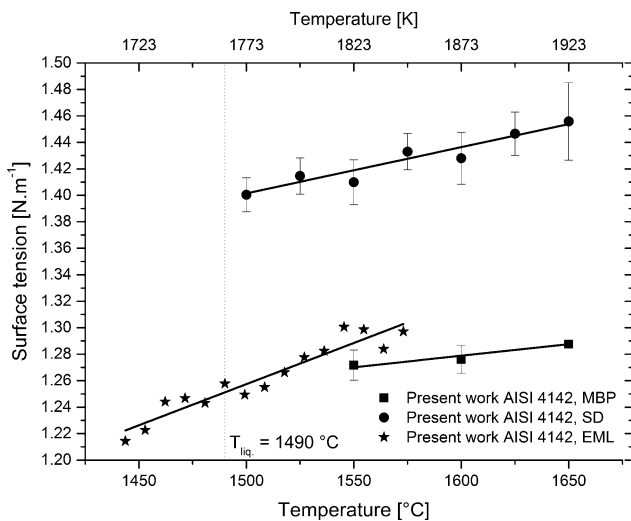 Temperature [K]
1723 1773 1823 1873 1923
1.50
1.48
1.46
1.44
1.42
1.40
1.38
1.36
1.34
1.32
1.30
1.28
1.26
1.24
1.22
1.20
Surface tension [N.m-1]
Present work AISI 4142, MBP
Present work AISI 4142, SD
Present work AISI 4142, EML
Tliq. = 1490 °C
1450 1500 1550 1600 1650
Temperature [°C]